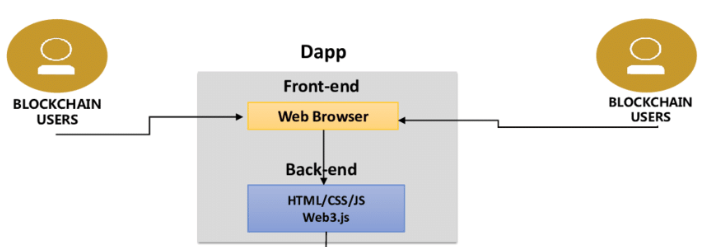 Dapp
BLOCKCHAIN
USERS
Front-end
Web Browser
Back-end
HTML/CSS/JS
Web3.js
BLOCKCHAIN
USERS